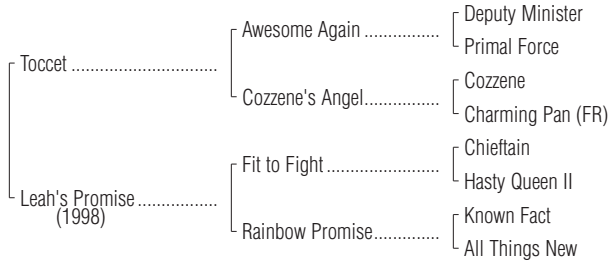 Deputy Minister
Awesome Again ................
Primal Force
Toccet ...............................
Cozzene
Cozzene's Angel................
Charming Pan (FR)
Chieftain
Fit to Fight ........................
Hasty Queen II
Leah's Promise .................
(1998)
Known Fact
Rainbow Promise..............
All Things New